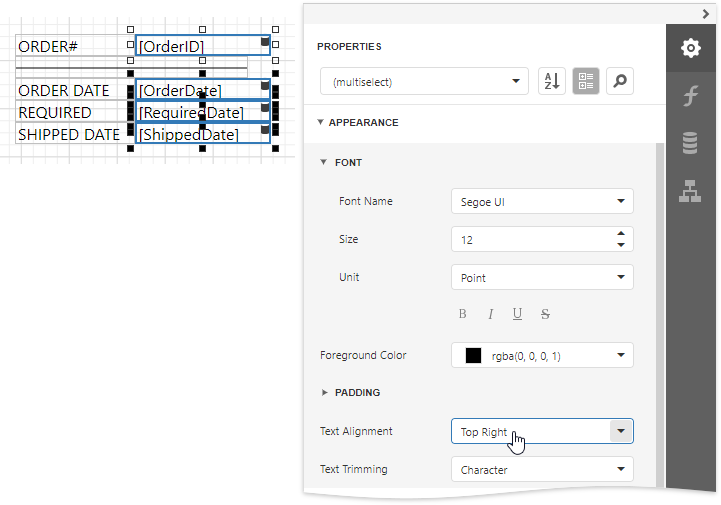 ORDER# [OrderID]
ORDER DATE [OrderDate]
REQUIRED [RequiredDate]
SHIPPED DATE [ShippedDate]
PROPERTIES
(multiselect)
A
Z
APPEARANCE
FONT
Font Name Segoe UI
Size 12
Unit Point
B I U S
Foreground Color rgba(0, 0, 0, 1)
PADDING
Text Alignment Top Right
Text Trimming Character